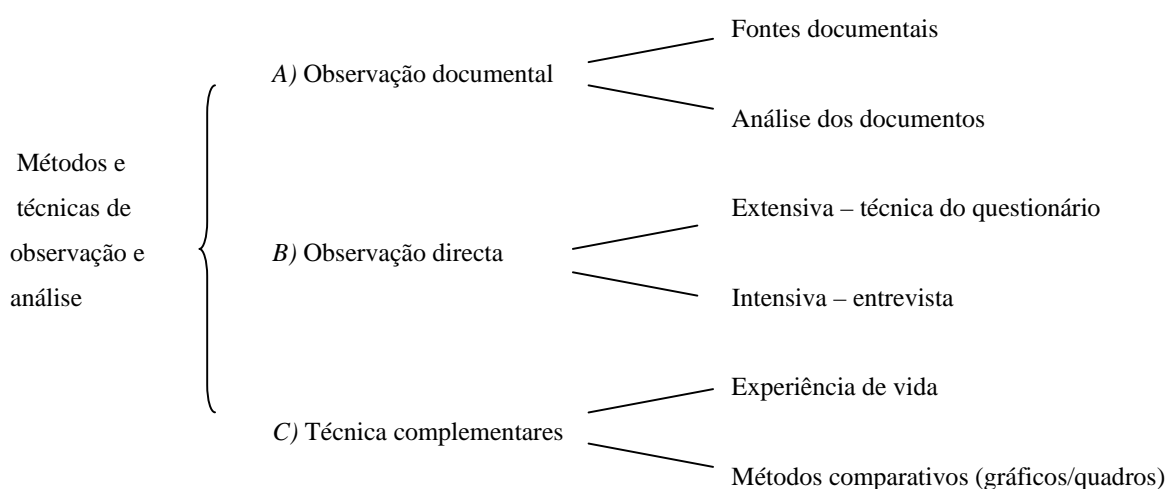 Métodos e
técnicas de
observação e
análise
A) Observação documental
Fontes documentais
Análise dos documentos
B) Observação directa
Extensiva – técnica do questionário
Intensiva – entrevista
C) Técnica complementares
Experiência de vida
Métodos comparativos (gráficos/quadros)